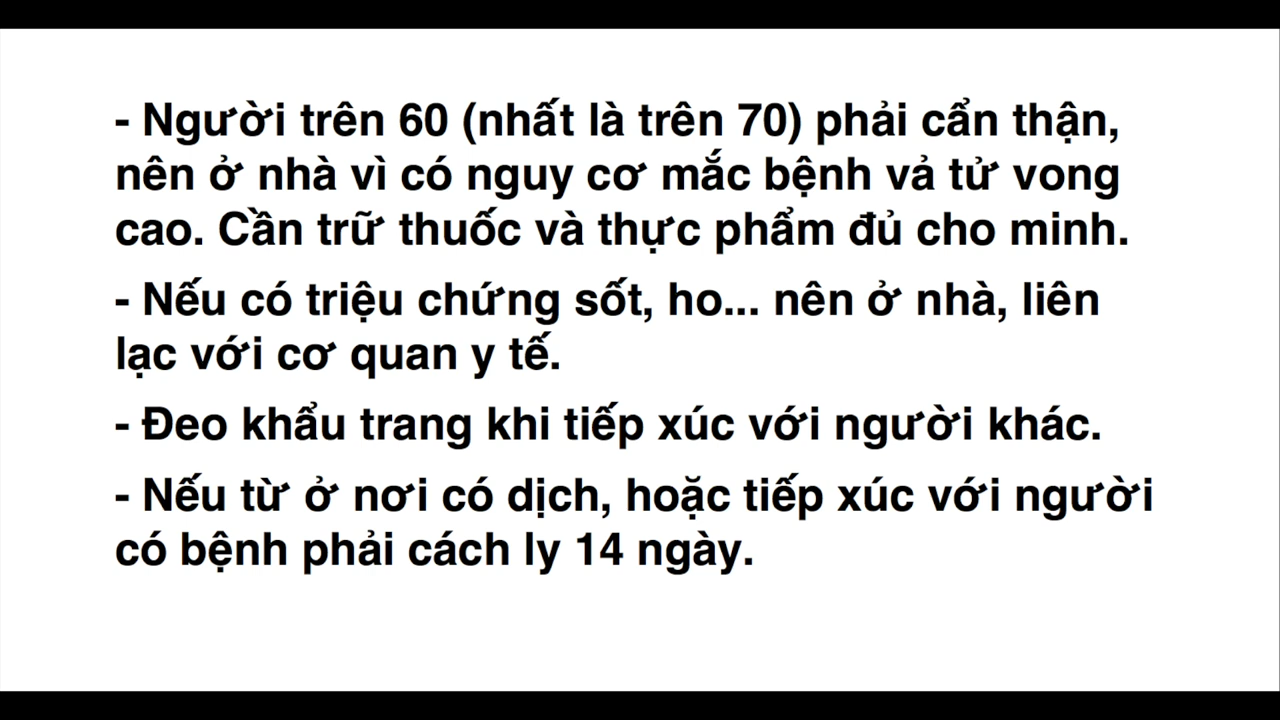 - Người trên 60 (nhất là trên 70) phải cẩn thận,
nên ở nhà vì có nguy cơ mắc bệnh vả tử vong
cao. Cần trữ thuốc và thực phẩm đủ cho minh.
- Nếu có triệu chứng sốt, ho... nên ở nhà, liên
lạc với cơ quan y tế.
- Đeo khẩu trang khi tiếp xúc với người khác.
- Nếu từ ở nơi có dịch, hoặc tiếp xúc với người
có bệnh phải cách ly 14 ngày.